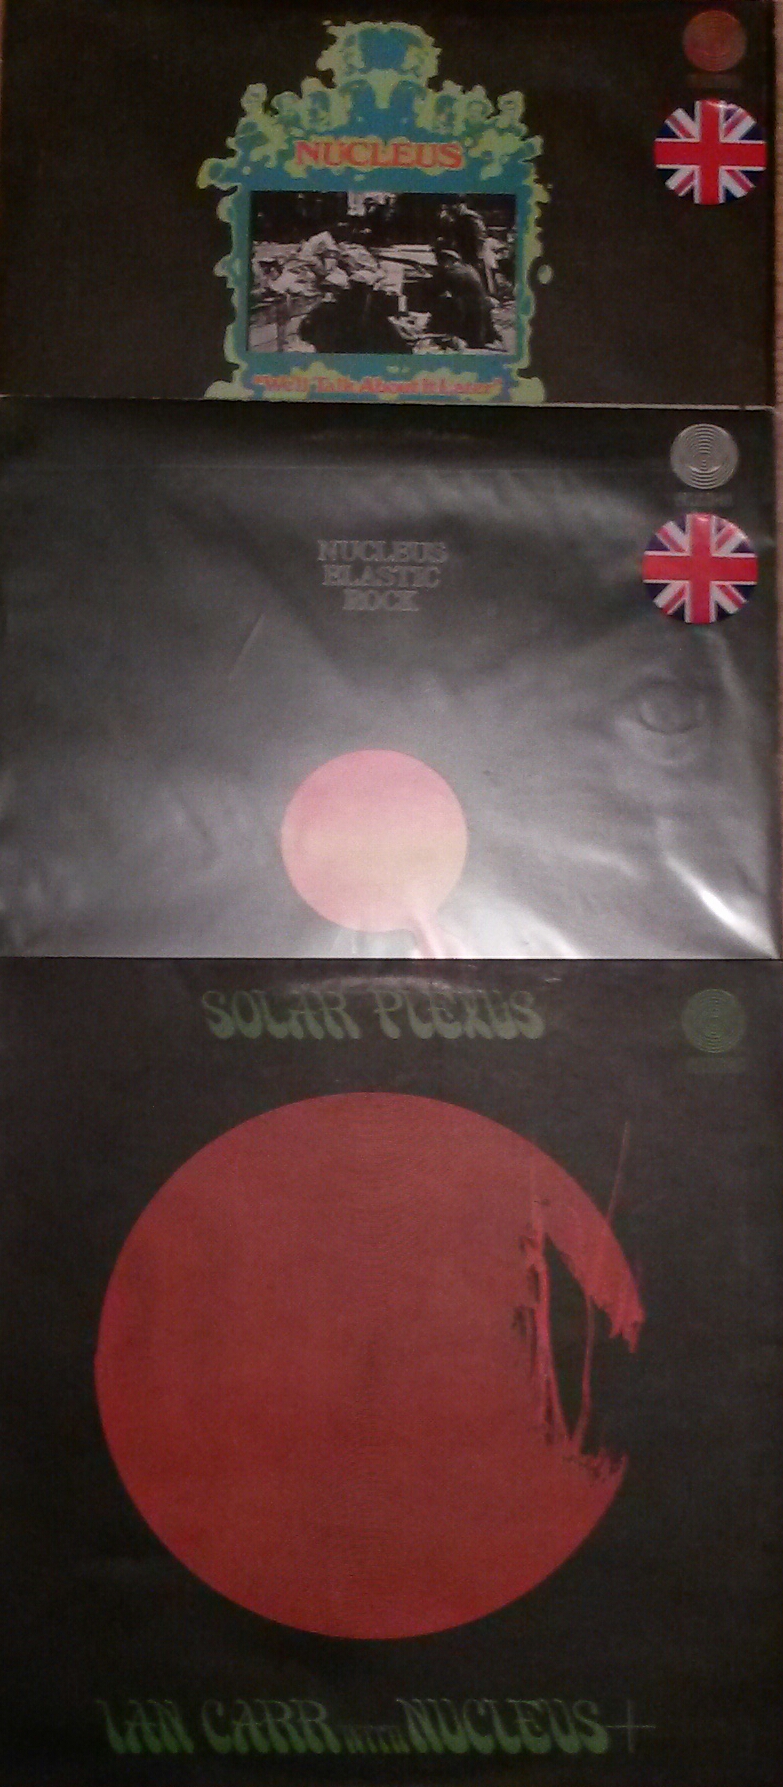 NUCLEUS
"We'll Talk About It Later"
NUCLEUS
ELASTIC
ROCK
SOLAR PLEXUS
IAN CARR WITH NUCLEUS+